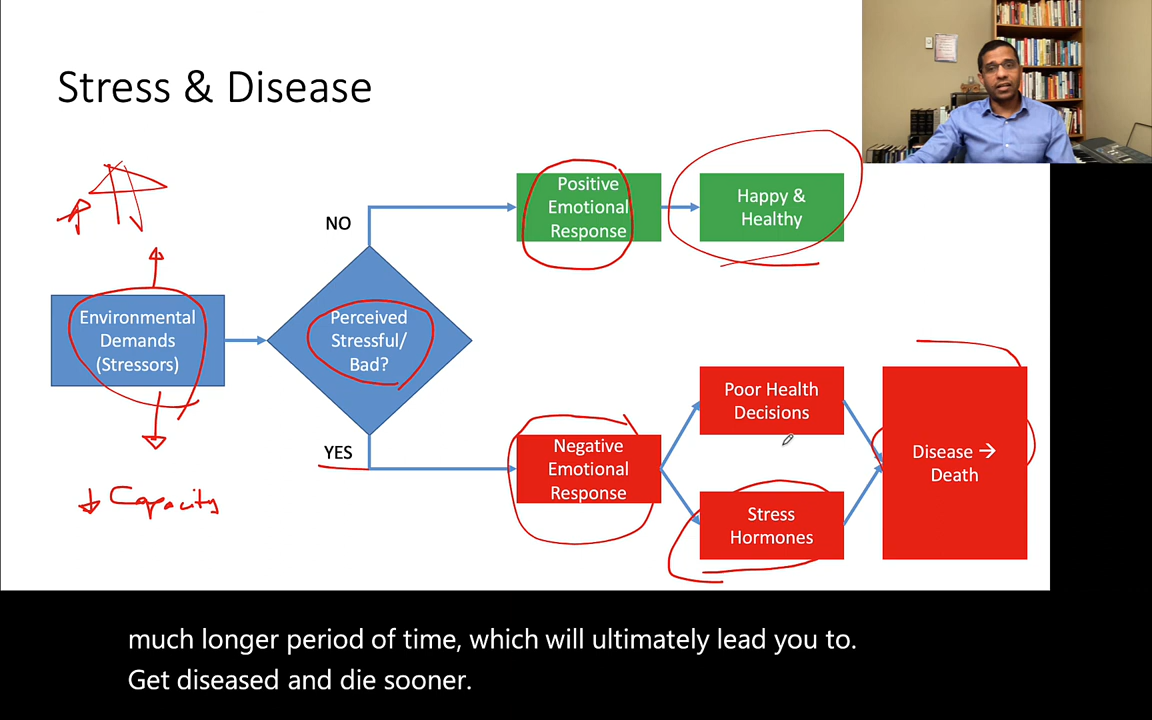 Stress & Disease
NO
Positive
Emotional
Response
Happy &
Healthy
Environmental
Demands
(Stressors)
Perceived
Stressful/
Bad?
YES
Negative
Emotional
Response
Poor Health
Decisions
Stress
Hormones
Disease →
Death
↓ Capacity
much longer period of time, which will ultimately lead you to.
Get diseased and die sooner.